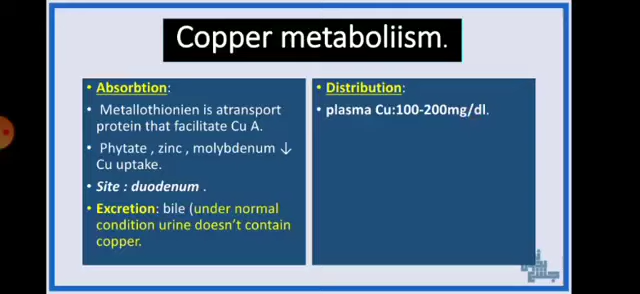 Copper metaboliism.
Absorbtion:
• Metallothionien is atransport
protein that facilitate Cu A.
• Phytate , zinc , molybdenum ↓
Cu uptake.
• Site : duodenum .
• Excretion: bile (under normal
condition urine doesn't contain
copper.
Distribution:
• plasma Cu:100-200mg/dl.